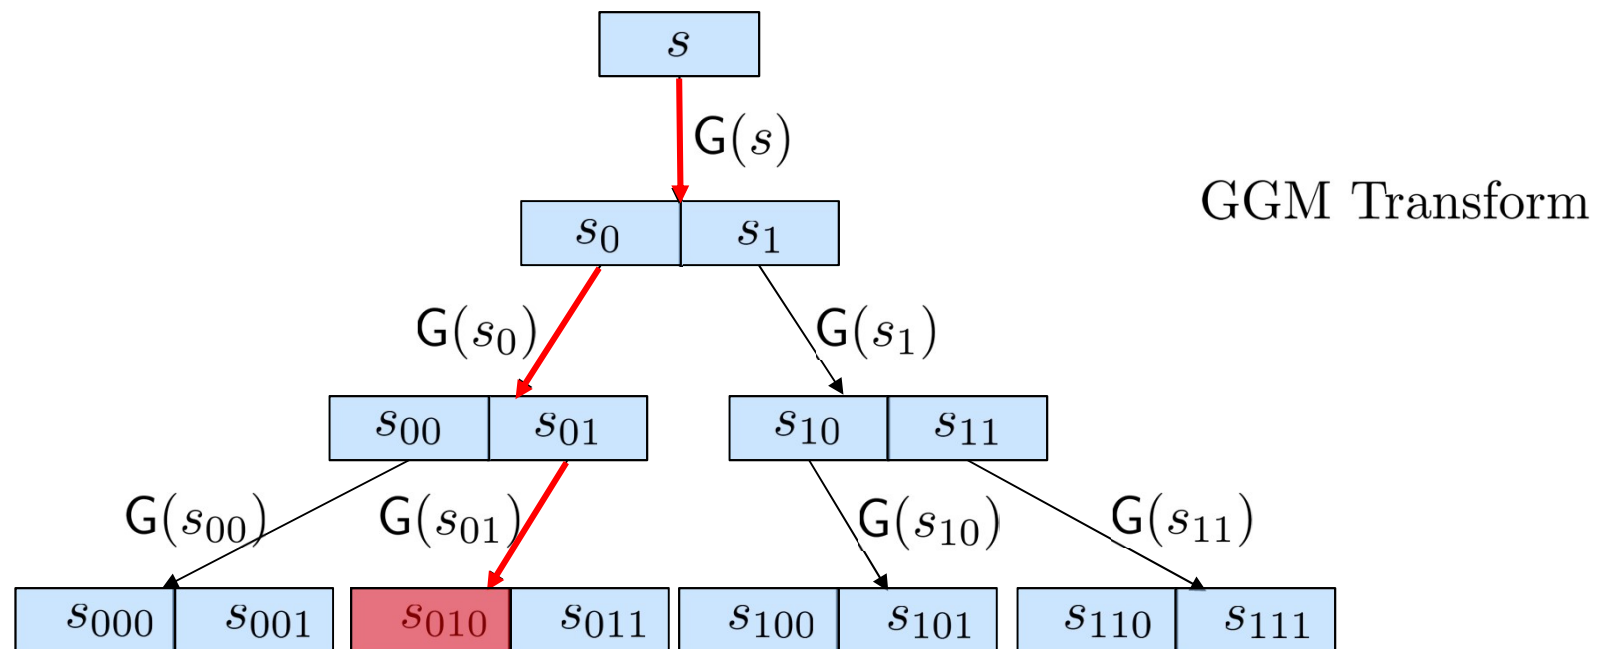 s
G(s)
GGM Transform
s₀ s₁
G(s₀) G(s₁)
s₀₀ s₀₁ s₁₀ s₁₁
G(s₀₀) G(s₀₁) G(s₁₀) G(s₁₁)
s₀₀₀ s₀₀₁ s₀₁₀ s₀₁₁ s₁₀₀ s₁₀₁ s₁₁₀ s₁₁₁